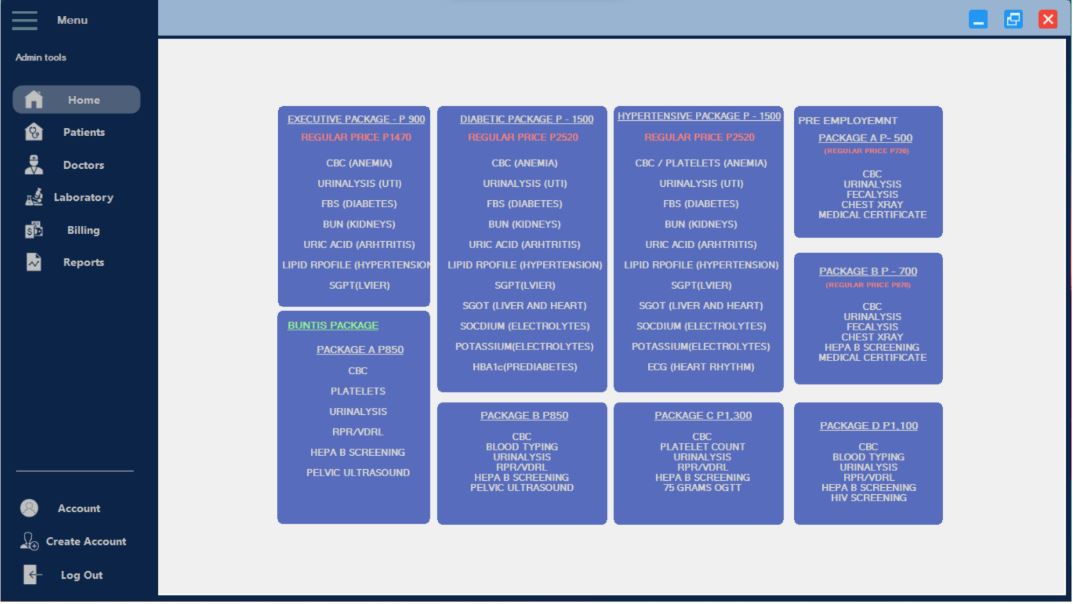 Menu
Admin tools
Home
Patients
Doctors
Laboratory
Billing
Reports
Account
Create Account
Log Out
EXECUTIVE PACKAGE - P 900
REGULAR PRICE P1470
CBC (ANEMIA)
URINALYSIS (UTI)
FBS (DIABETES)
BUN (KIDNEYS)
URIC ACID (ARHTRITIS)
LIPID RPOFILE (HYPERTENSION
SGPT(LVIER)
DIABETIC PACKAGE P - 1500
REGULAR PRICE P2520
CBC (ANEMIA)
URINALYSIS (UTI)
FBS (DIABETES)
BUN (KIDNEYS)
URIC ACID (ARHTRITIS)
LIPID RPOFILE (HYPERTENSION)
SGPT(LVIER)
SGOT (LIVER AND HEART)
SOCDIUM (ELECTROLYTES)
POTASSIUM(ELECTROLYTES)
HBA1c(PREDIABETES)
HYPERTENSIVE PACKAGE P - 1500
REGULAR PRICE P2520
CBC / PLATELETS (ANEMIA)
URINALYSIS (UTI)
FBS (DIABETES)
BUN (KIDNEYS)
URIC ACID (ARHTRITIS)
LIPID RPOFILE (HYPERTENSION)
SGPT(LVIER)
SGOT (LIVER AND HEART)
SOCDIUM (ELECTROLYTES)
POTASSIUM(ELECTROLYTES)
ECG (HEART RHYTHM)
PRE EMPLOYEMNT
PACKAGE A P- 500
(REGULAR PRICE P720)
CBC
URINALYSIS
FECALYSIS
CHEST XRAY
MEDICAL CERTIFICATE
PACKAGE B P - 700
(REGULAR PRICE P870)
CBC
URINALYSIS
FECALYSIS
CHEST XRAY
HEPA B SCREENING
MEDICAL CERTIFICATE
BUNTIS PACKAGE
PACKAGE A P850
CBC
PLATELETS
URINALYSIS
RPR/VDRL
HEPA B SCREENING
PELVIC ULTRASOUND
PACKAGE B P850
CBC
BLOOD TYPING
URINALYSIS
RPR/VDRL
HEPA B SCREENING
PELVIC ULTRASOUND
PACKAGE C P1,300
CBC
PLATELET COUNT
URINALYSIS
RPR/VDRL
HEPA B SCREENING
75 GRAMS OGTT
PACKAGE D P1,100
CBC
BLOOD TYPING
URINALYSIS
RPR/VDRL
HEPA B SCREENING
HIV SCREENING